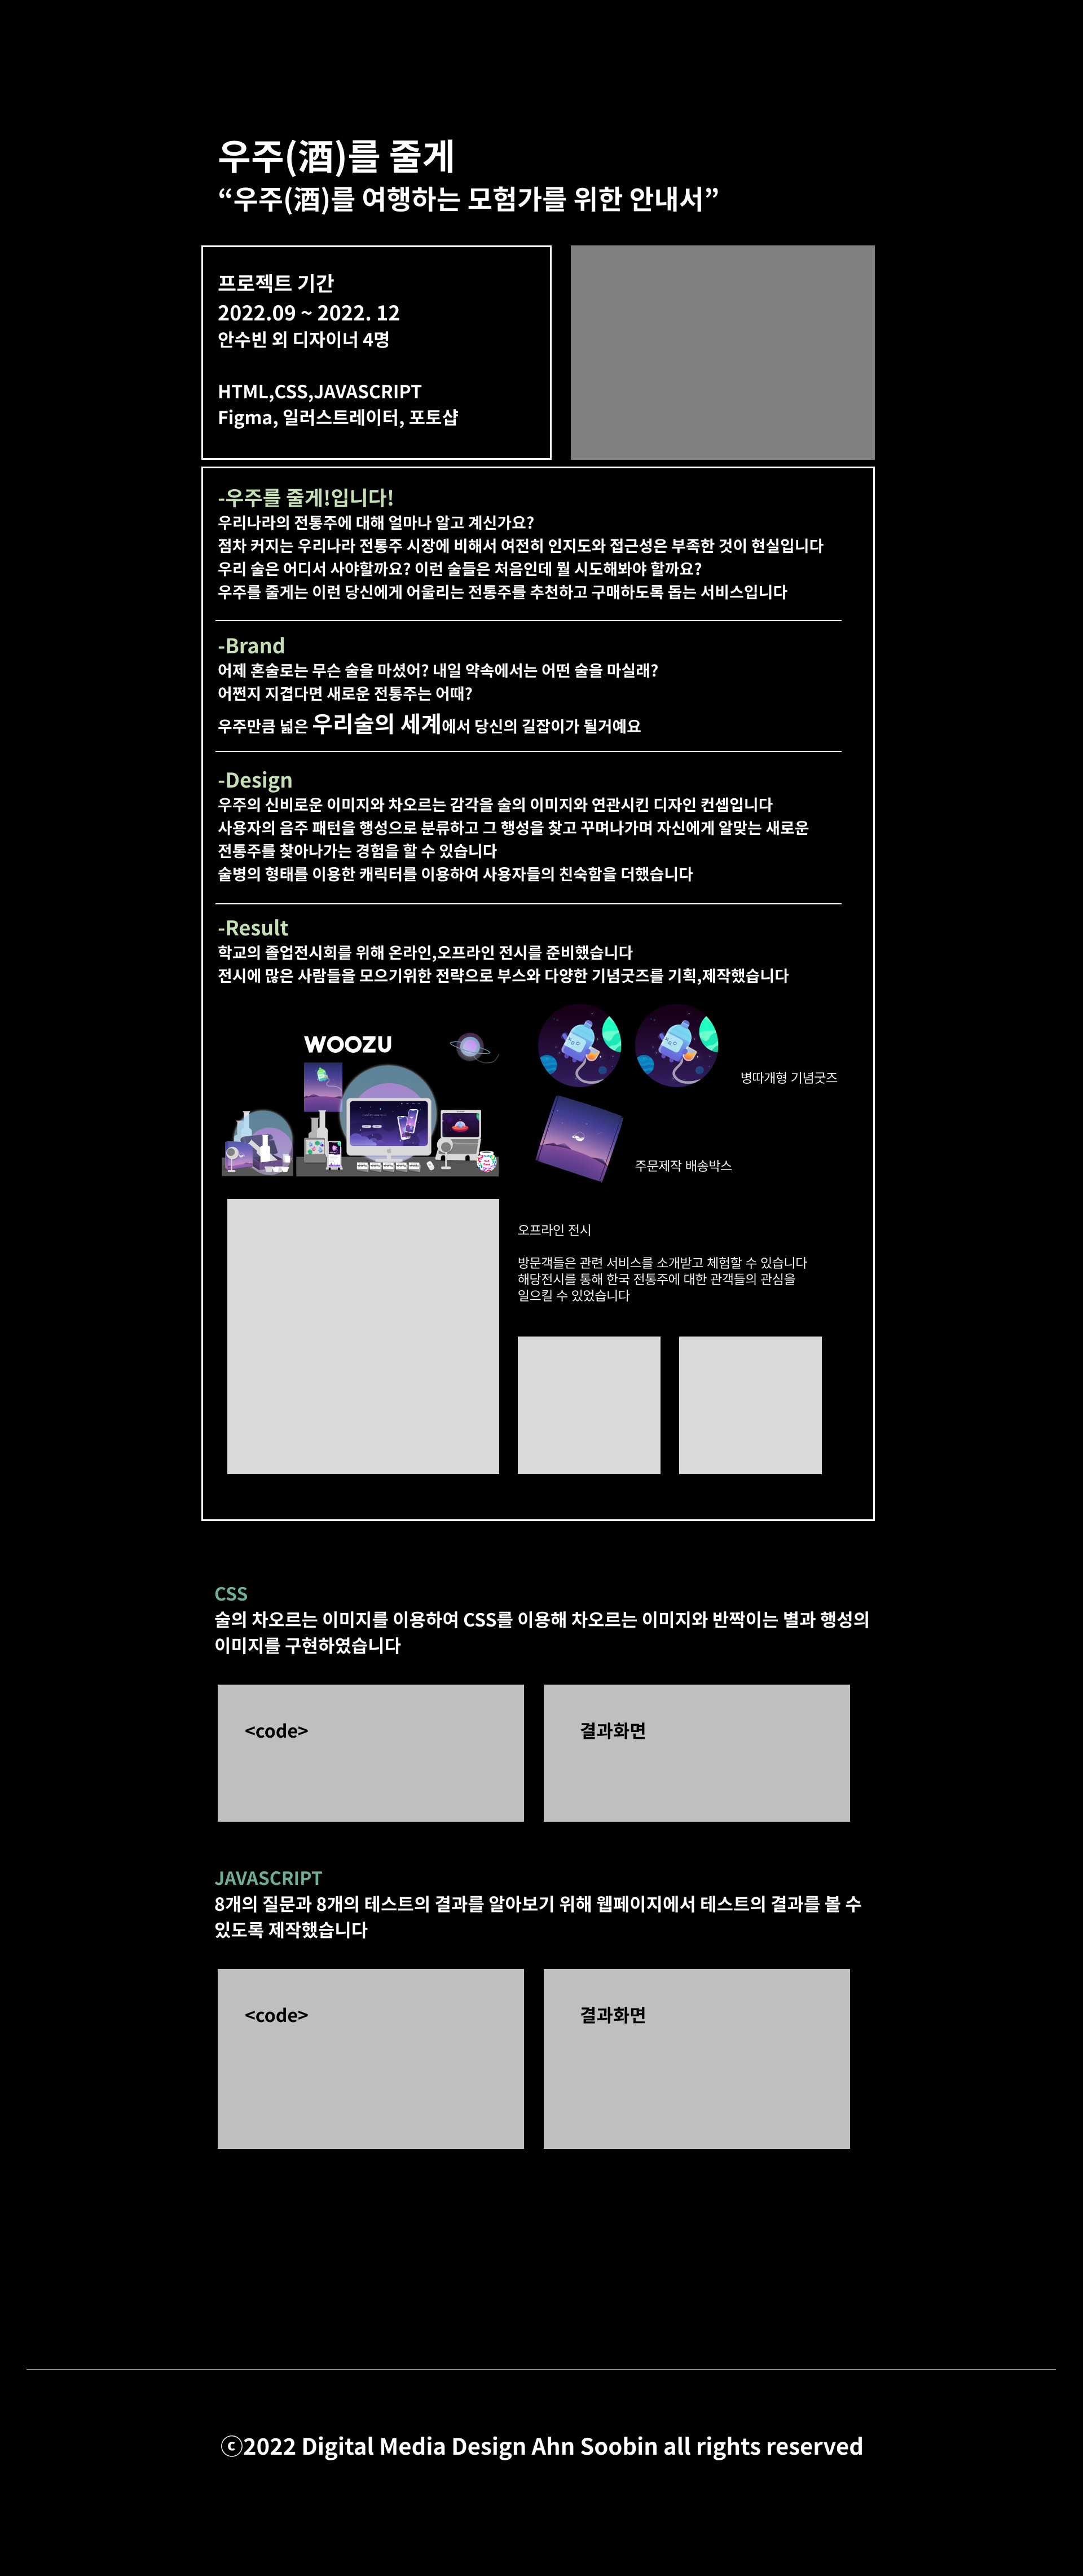 우주(酒)를 줄게
“우주(酒)를 여행하는 모험가를 위한 안내서”
프로젝트 기간
2022.09 ~ 2022. 12
안수빈 외 디자이너 4명
HTML,CSS,JAVASCRIPT
Figma, 일러스트레이터, 포토샵
-우주를 줄게!입니다!
우리나라의 전통주에 대해 얼마나 알고 계신가요?
점차 커지는 우리나라 전통주 시장에 비해서 여전히 인지도와 접근성은 부족한 것이 현실입니다
우리 술은 어디서 사야할까요? 이런 술들은 처음인데 뭘 시도해봐야 할까요?
우주를 줄게는 이런 당신에게 어울리는 전통주를 추천하고 구매하도록 돕는 서비스입니다
-Brand
어제 혼술로는 무슨 술을 마셨어? 내일 약속에서는 어떤 술을 마실래?
어쩐지 지겹다면 새로운 전통주는 어때?
우주만큼 넓은 우리술의 세계에서 당신의 길잡이가 될거예요
-Design
우주의 신비로운 이미지와 차오르는 감각을 술의 이미지와 연관시킨 디자인 컨셉입니다
사용자의 음주 패턴을 행성으로 분류하고 그 행성을 찾고 꾸며나가며 자신에게 알맞는 새로운
전통주를 찾아나가는 경험을 할 수 있습니다
술병의 형태를 이용한 캐릭터를 이용하여 사용자들의 친숙함을 더했습니다
-Result
학교의 졸업전시회를 위해 온라인,오프라인 전시를 준비했습니다
전시에 많은 사람들을 모으기위한 전략으로 부스와 다양한 기념굿즈를 기획,제작했습니다
WOOZU
병따개형 기념굿즈
주문제작 배송박스
오프라인 전시
방문객들은 관련 서비스를 소개받고 체험할 수 있습니다
해당전시를 통해 한국 전통주에 대한 관객들의 관심을
일으킬 수 있었습니다
CSS
술의 차오르는 이미지를 이용하여 CSS를 이용해 차오르는 이미지와 반짝이는 별과 행성의
이미지를 구현하였습니다
<code>
결과화면
JAVASCRIPT
8개의 질문과 8개의 테스트의 결과를 알아보기 위해 웹페이지에서 테스트의 결과를 볼 수
있도록 제작했습니다
<code>
결과화면
ⓒ2022 Digital Media Design Ahn Soobin all rights reserved